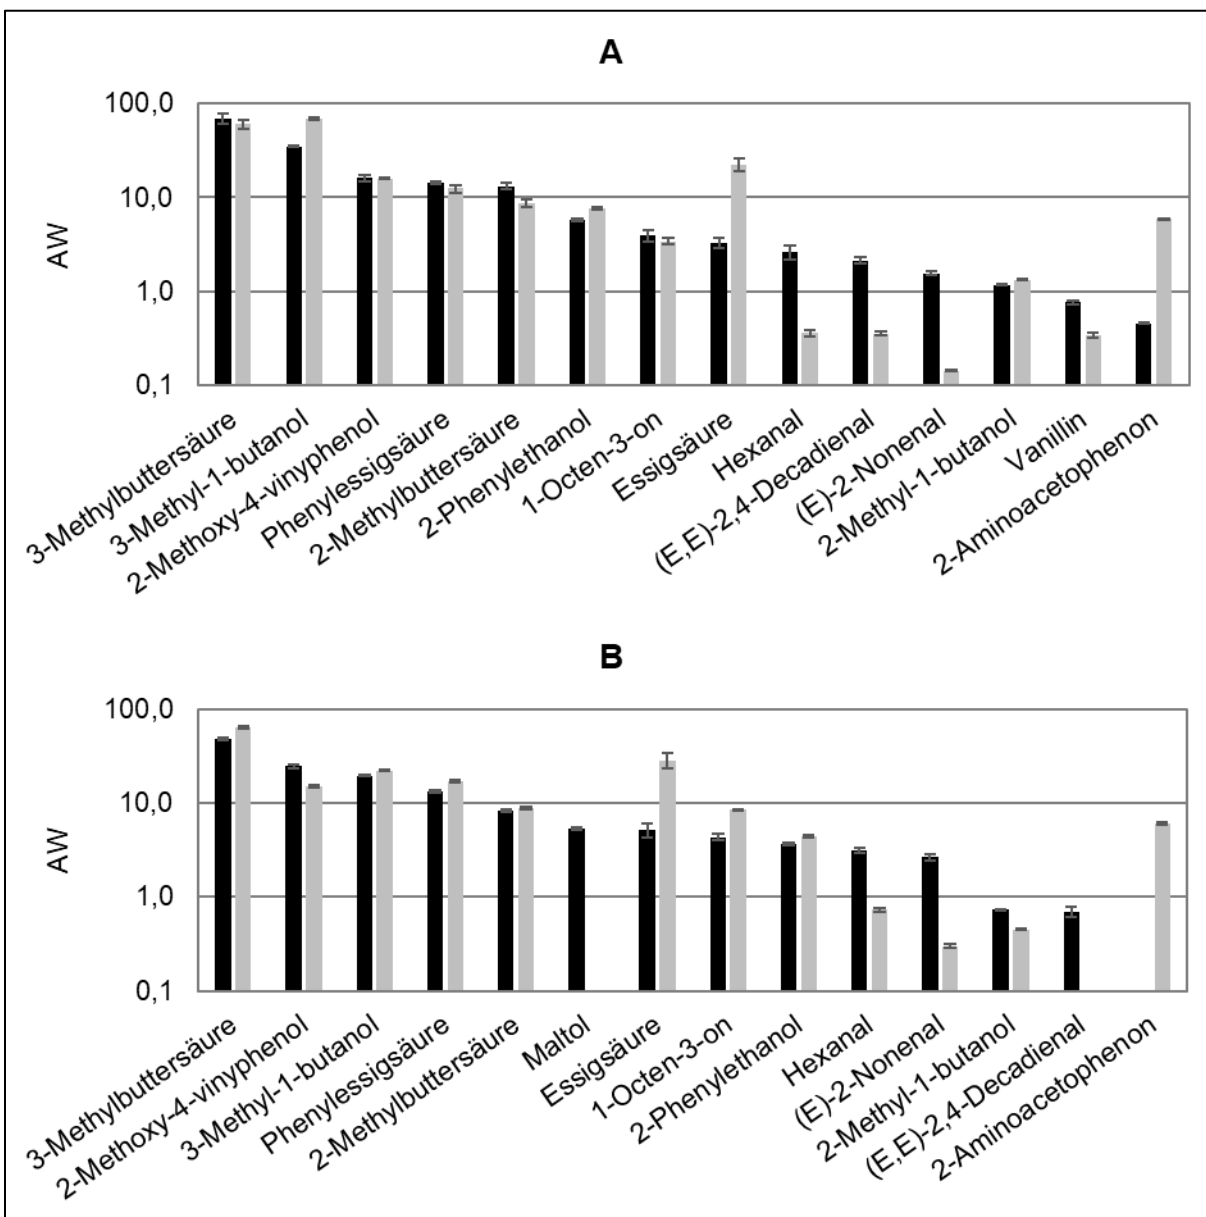 A
100,0
10,0
1,0
0,1
AW
3-Methylbuttersäure
3-Methyl-1-butanol
2-Methoxy-4-vinyphenol
Phenylessigsäure
2-Methylbuttersäure
2-Phenylethanol
1-Octen-3-on
Essigsäure
Hexanal
(E,E)-2,4-Decadienal
(E)-2-Nonenal
2-Methyl-1-butanol
Vanillin
2-Aminoacetophenon
B
100,0
10,0
1,0
0,1
AW
3-Methylbuttersäure
2-Methoxy-4-vinyphenol
3-Methyl-1-butanol
Phenylessigsäure
2-Methylbuttersäure
Maltol
Essigsäure
1-Octen-3-on
2-Phenylethanol
Hexanal
(E)-2-Nonenal
2-Methyl-1-butanol
(E,E)-2,4-Decadienal
2-Aminoacetophenon